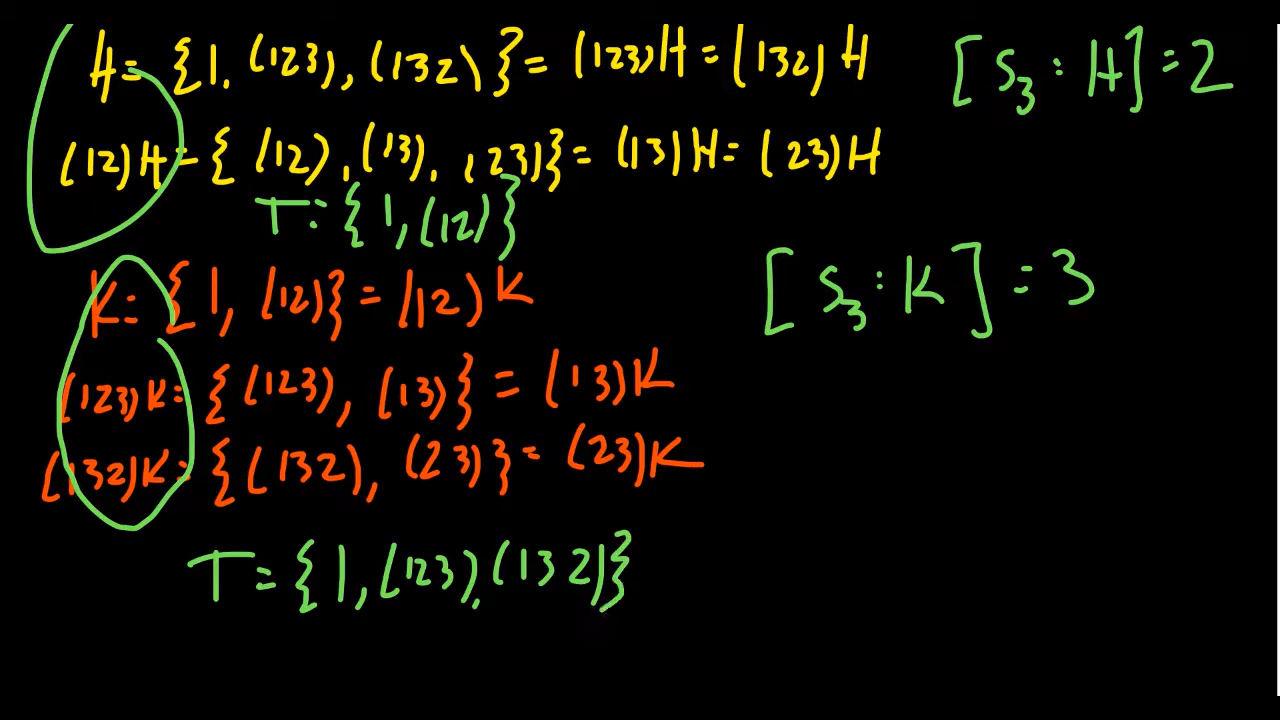 H = {1, (123), (132)} = (123)H = (132)H
[S₃ : H] = 2
(12)H = {(12), (13), (23)} = (13)H = (23)H
T = {1, (12)}
K = {1, (12)} = (12)K
[S₃ : K] = 3
(123)K = {(123), (13)} = (13)K
(132)K = {(132), (23)} = (23)K
T = {1, (123), (132)}